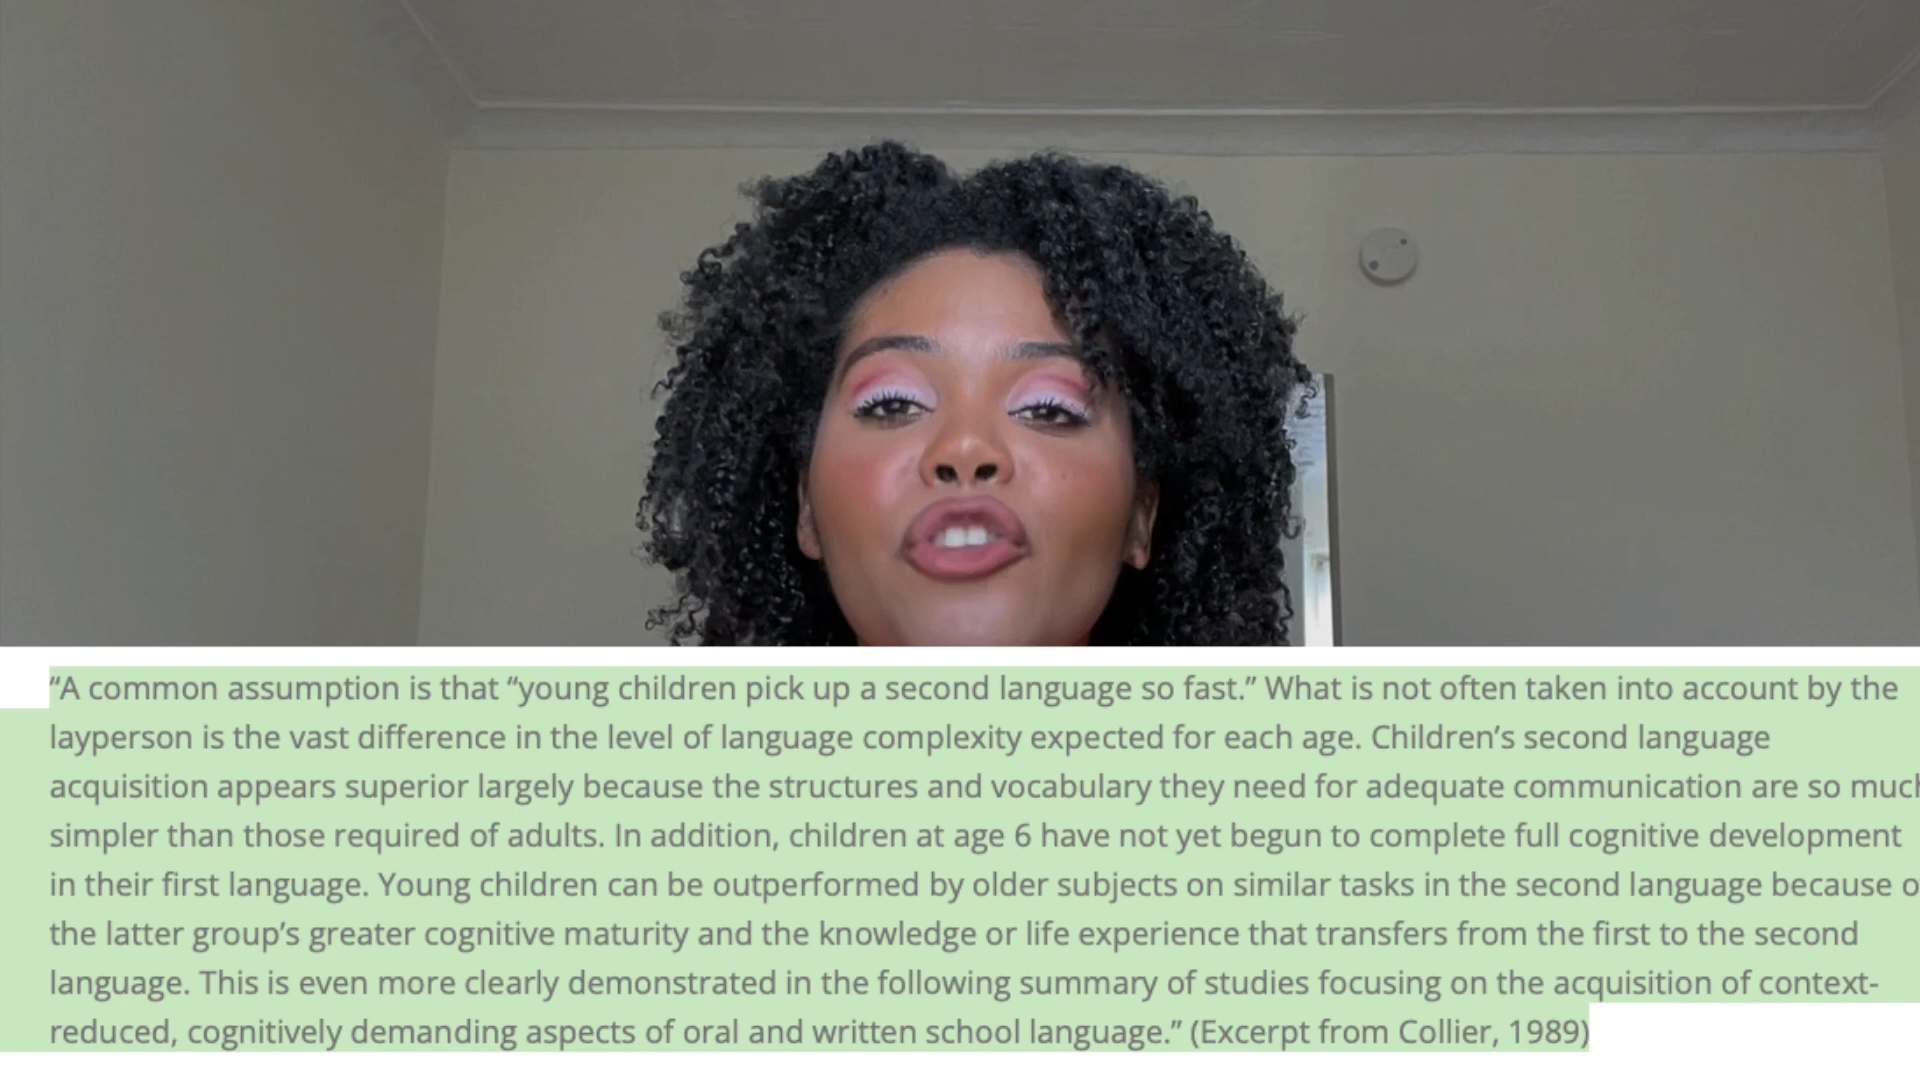 “A common assumption is that “young children pick up a second language so fast.” What is not often taken into account by the
layperson is the vast difference in the level of language complexity expected for each age. Children’s second language
acquisition appears superior largely because the structures and vocabulary they need for adequate communication are so much
simpler than those required of adults. In addition, children at age 6 have not yet begun to complete full cognitive development
in their first language. Young children can be outperformed by older subjects on similar tasks in the second language because o
the latter group’s greater cognitive maturity and the knowledge or life experience that transfers from the first to the second
language. This is even more clearly demonstrated in the following summary of studies focusing on the acquisition of context-
reduced, cognitively demanding aspects of oral and written school language.” (Excerpt from Collier, 1989)